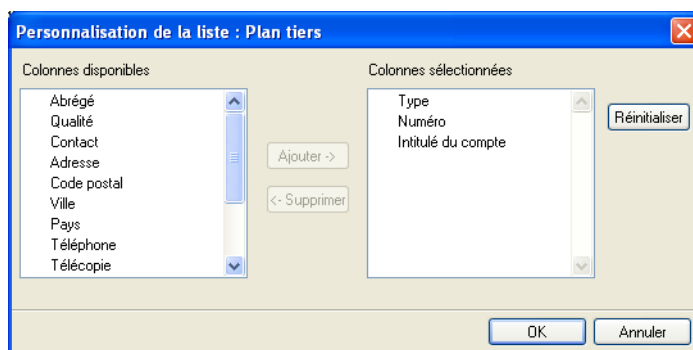 Personnalisation de la liste : Plan tiers
Colonnes disponibles
Abrégé
Qualité
Contact
Adresse
Code postal
Ville
Pays
Téléphone
Télécopie
Ajouter ->
<- Supprimer
Colonnes sélectionnées
Type
Numéro
Intitulé du compte
Réinitialiser
OK
Annuler